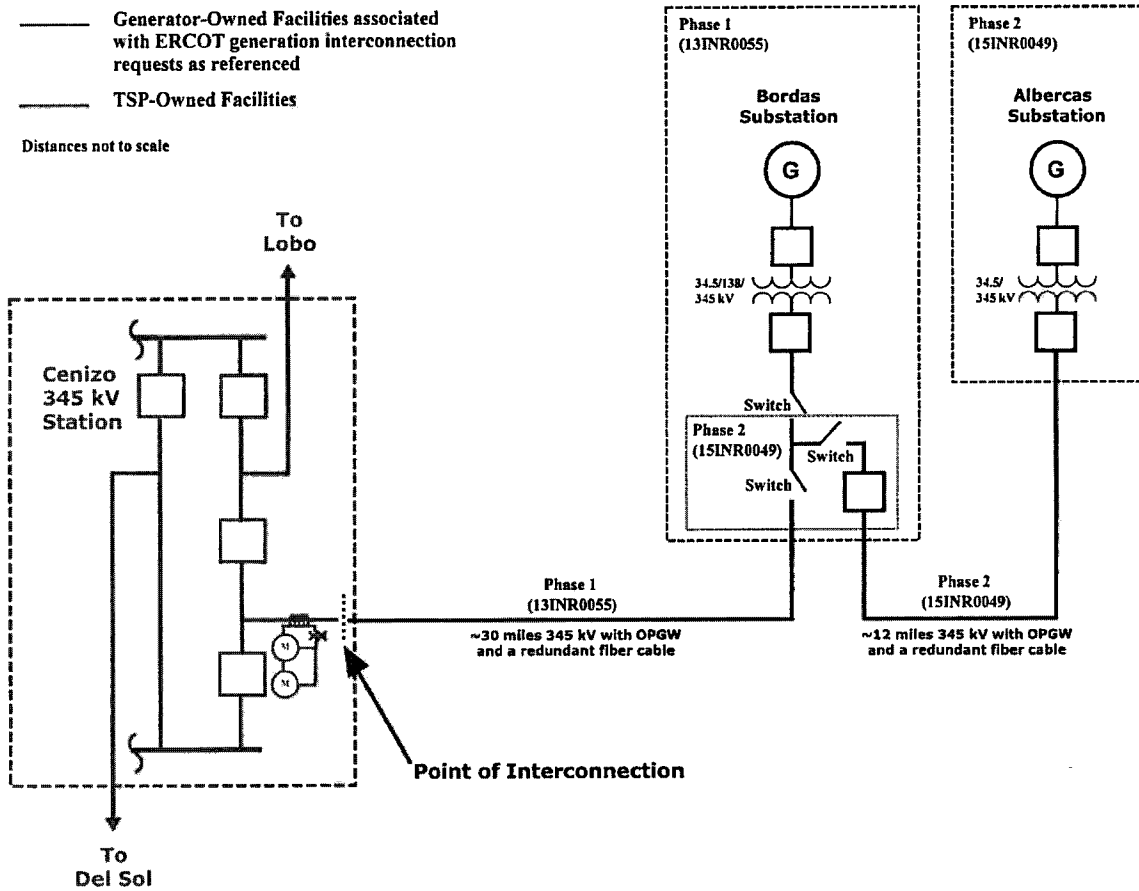 Generator-Owned Facilities associated
with ERCOT generation interconnection
requests as referenced
TSP-Owned Facilities
Distances not to scale
Phase 1
(13INR0055)
Bordas
Substation
G
34.5/138/
345 kV
Switch
Phase 2
(15INR0049)
Switch
Switch
Phase 2
(15INR0049)
Albercas
Substation
G
34.5/
345 kV
To
Lobo
Cenizo
345 kV
Station
M
M
Phase 1
(13INR0055)
~30 miles 345 kV with OPGW
and a redundant fiber cable
Phase 2
(15INR0049)
~12 miles 345 kV with OPGW
and a redundant fiber cable
Point of Interconnection
To
Del Sol